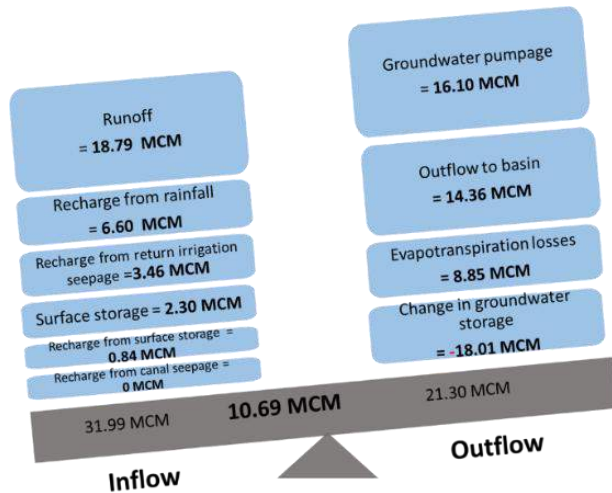 Runoff
= 18.79 MCM
Recharge from rainfall
= 6.60 MCM
Recharge from return irrigation
seepage =3.46 MCM
Surface storage = 2.30 MCM
Recharge from surface storage =
0.84 MCM
Recharge from canal seepage =
0 MCM
Groundwater pumpage
= 16.10 MCM
Outflow to basin
= 14.36 MCM
Evapotranspiration losses
= 8.85 MCM
Change in groundwater
storage
= -18.01 MCM
31.99 MCM
10.69 MCM
21.30 MCM
Inflow
Outflow